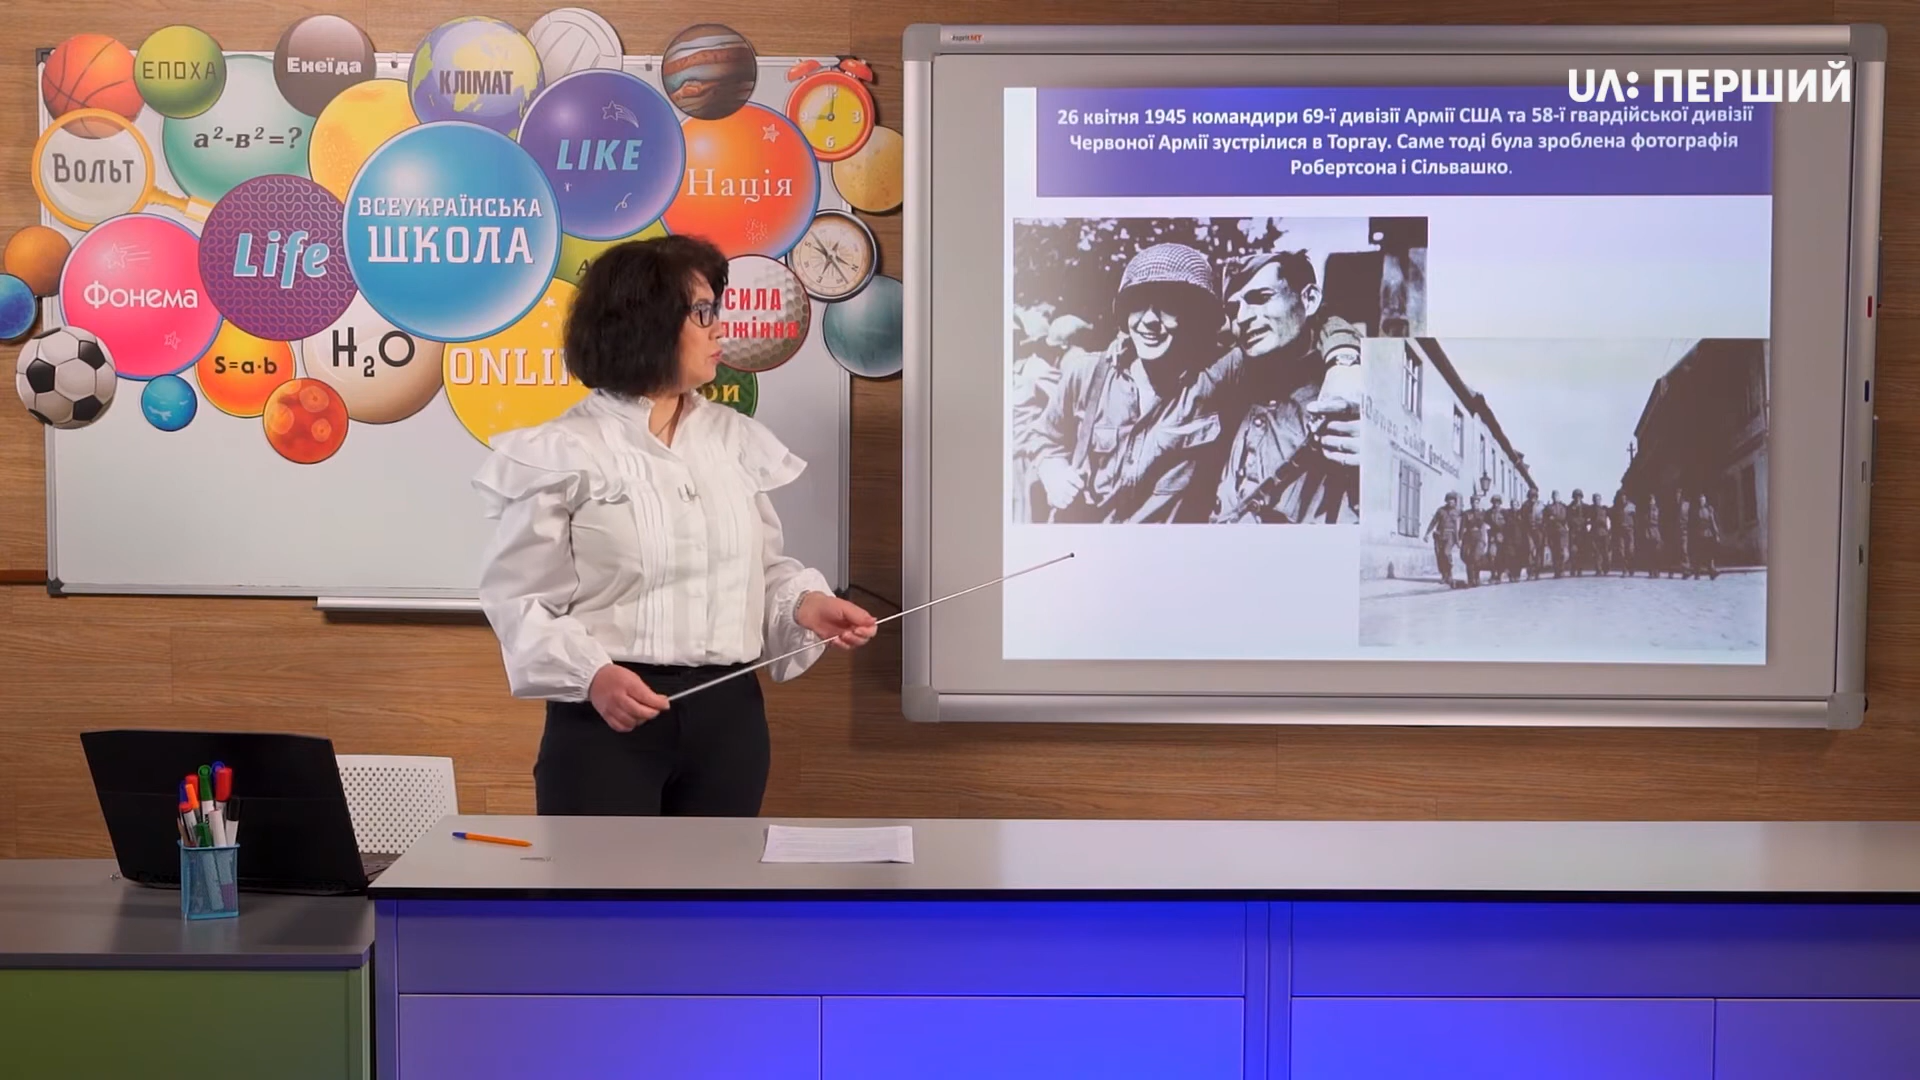 UA: ПЕРШИЙ
26 квітня 1945 командири 69-ї дивізії Армії США та 58-ї гвардійської дивізії
Червоної Армії зустрілися в Торгау. Саме тоді була зроблена фотографія
Робертсона і Сільвашко.
ЕПОХА
Енеїда
КЛІМАТ
a²-в²=?
Вольт
LIKE
Нація
ВСЕУКРАЇНСЬКА
ШКОЛА
Life
Фонема
СИЛА
H₂O
S=a·b
ONLIN